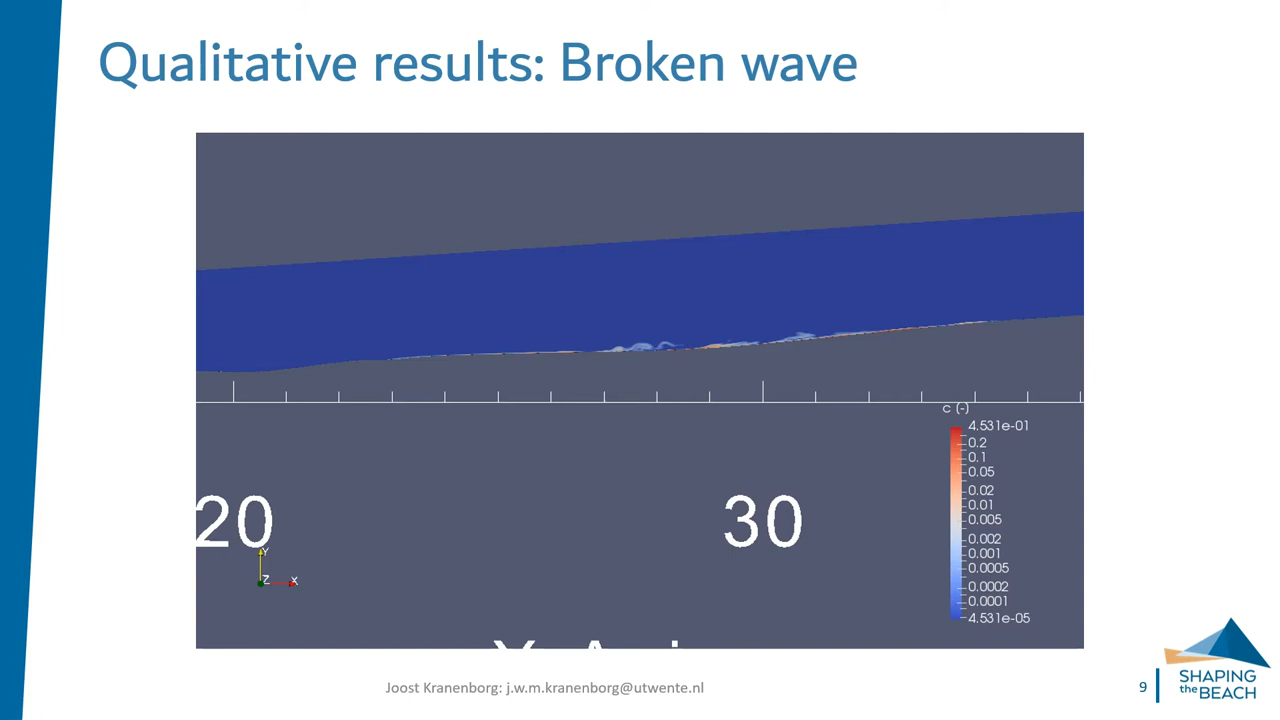 Qualitative results: Broken wave
c (-)
4.531e-01
0.2
0.1
0.05
0.02
0.01
0.005
0.002
0.001
0.0005
0.0002
0.0001
4.531e-05
20
30
Y
Z
X
Joost Kranenborg: j.w.m.kranenborg@utwente.nl
9
SHAPING
the BEACH